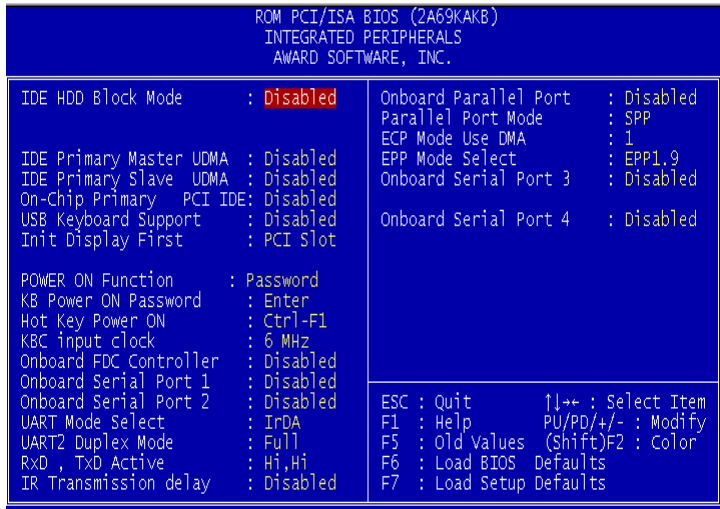 ROM PCI/ISA BIOS (2A69KAKB)
INTEGRATED PERIPHERALS
AWARD SOFTWARE, INC.
IDE HDD Block Mode : Disabled
IDE Primary Master UDMA : Disabled
IDE Primary Slave UDMA : Disabled
On-Chip Primary PCI IDE: Disabled
USB Keyboard Support : Disabled
Init Display First : PCI Slot
POWER ON Function : Password
KB Power ON Password : Enter
Hot Key Power ON : Ctrl-F1
KBC input clock : 6 MHz
Onboard FDC Controller : Disabled
Onboard Serial Port 1 : Disabled
Onboard Serial Port 2 : Disabled
UART Mode Select : IrDA
UART2 Duplex Mode : Full
RxD , TxD Active : Hi,Hi
IR Transmission delay : Disabled
Onboard Parallel Port : Disabled
Parallel Port Mode : SPP
ECP Mode Use DMA : 1
EPP Mode Select : EPP1.9
Onboard Serial Port 3 : Disabled
Onboard Serial Port 4 : Disabled
ESC : Quit ↑↓→← : Select Item
F1 : Help PU/PD/+/- : Modify
F5 : Old Values (Shift)F2 : Color
F6 : Load BIOS Defaults
F7 : Load Setup Defaults